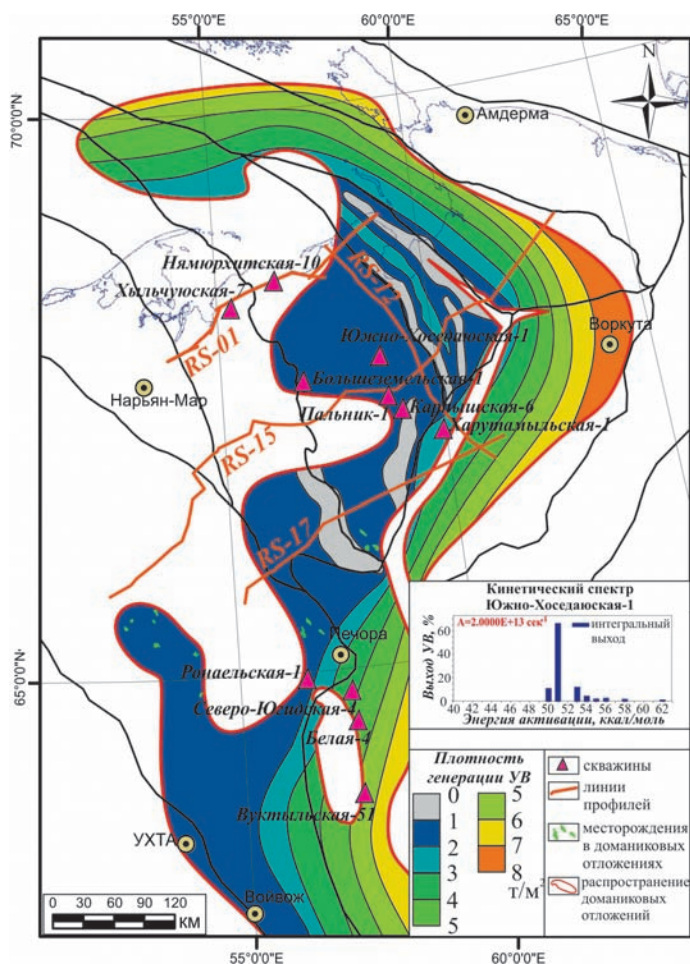 55°0'0"E
60°0'0"E
65°0'0"E
N
70°0'0"N
Амдерма
Нямюрхитская-10
Хыльчуюская-7
RS-12
RS-01
Южно-Хоседаюская-1
Воркута
Большеземельская-1
Нарьян-Мар
Пальник-1
Карпышская-6
Харутамыльская-1
RS-15
RS-17
Кинетический спектр
Южно-Хоседаюская-1
A=2.0000E+13 сек⁻¹
интегральный
выход
Выход УВ, %
60
40
20
0
40 42 44 46 48 50 52 54 56 58 60 62
Энергия активации, ккал/моль
Печора
65°0'0"N
Ронаельская-1
Северо-Югидская-4
Белая-4
Вуктыльская-51
УХТА
Войвож
Плотность
генерации УВ
0
1
2
3
4
5
5
6
7
8
т/м²
скважины
линии
профилей
месторождения
в доманиковых
отложениях
распространение
доманиковых
отложений
0 30 60 90 120
КМ
55°0'0"E
60°0'0"E